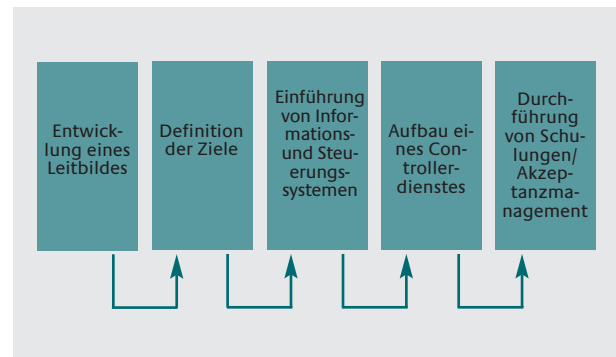 Entwick-
lung eines
Leitbildes
Definition
der Ziele
Einführung
von Infor-
mations-
und Steu-
erungs-
systemen
Aufbau ei-
nes Con-
troller-
dienstes
Durch-
führung
von Schu-
lungen/
Akzep-
tanzma-
nagement